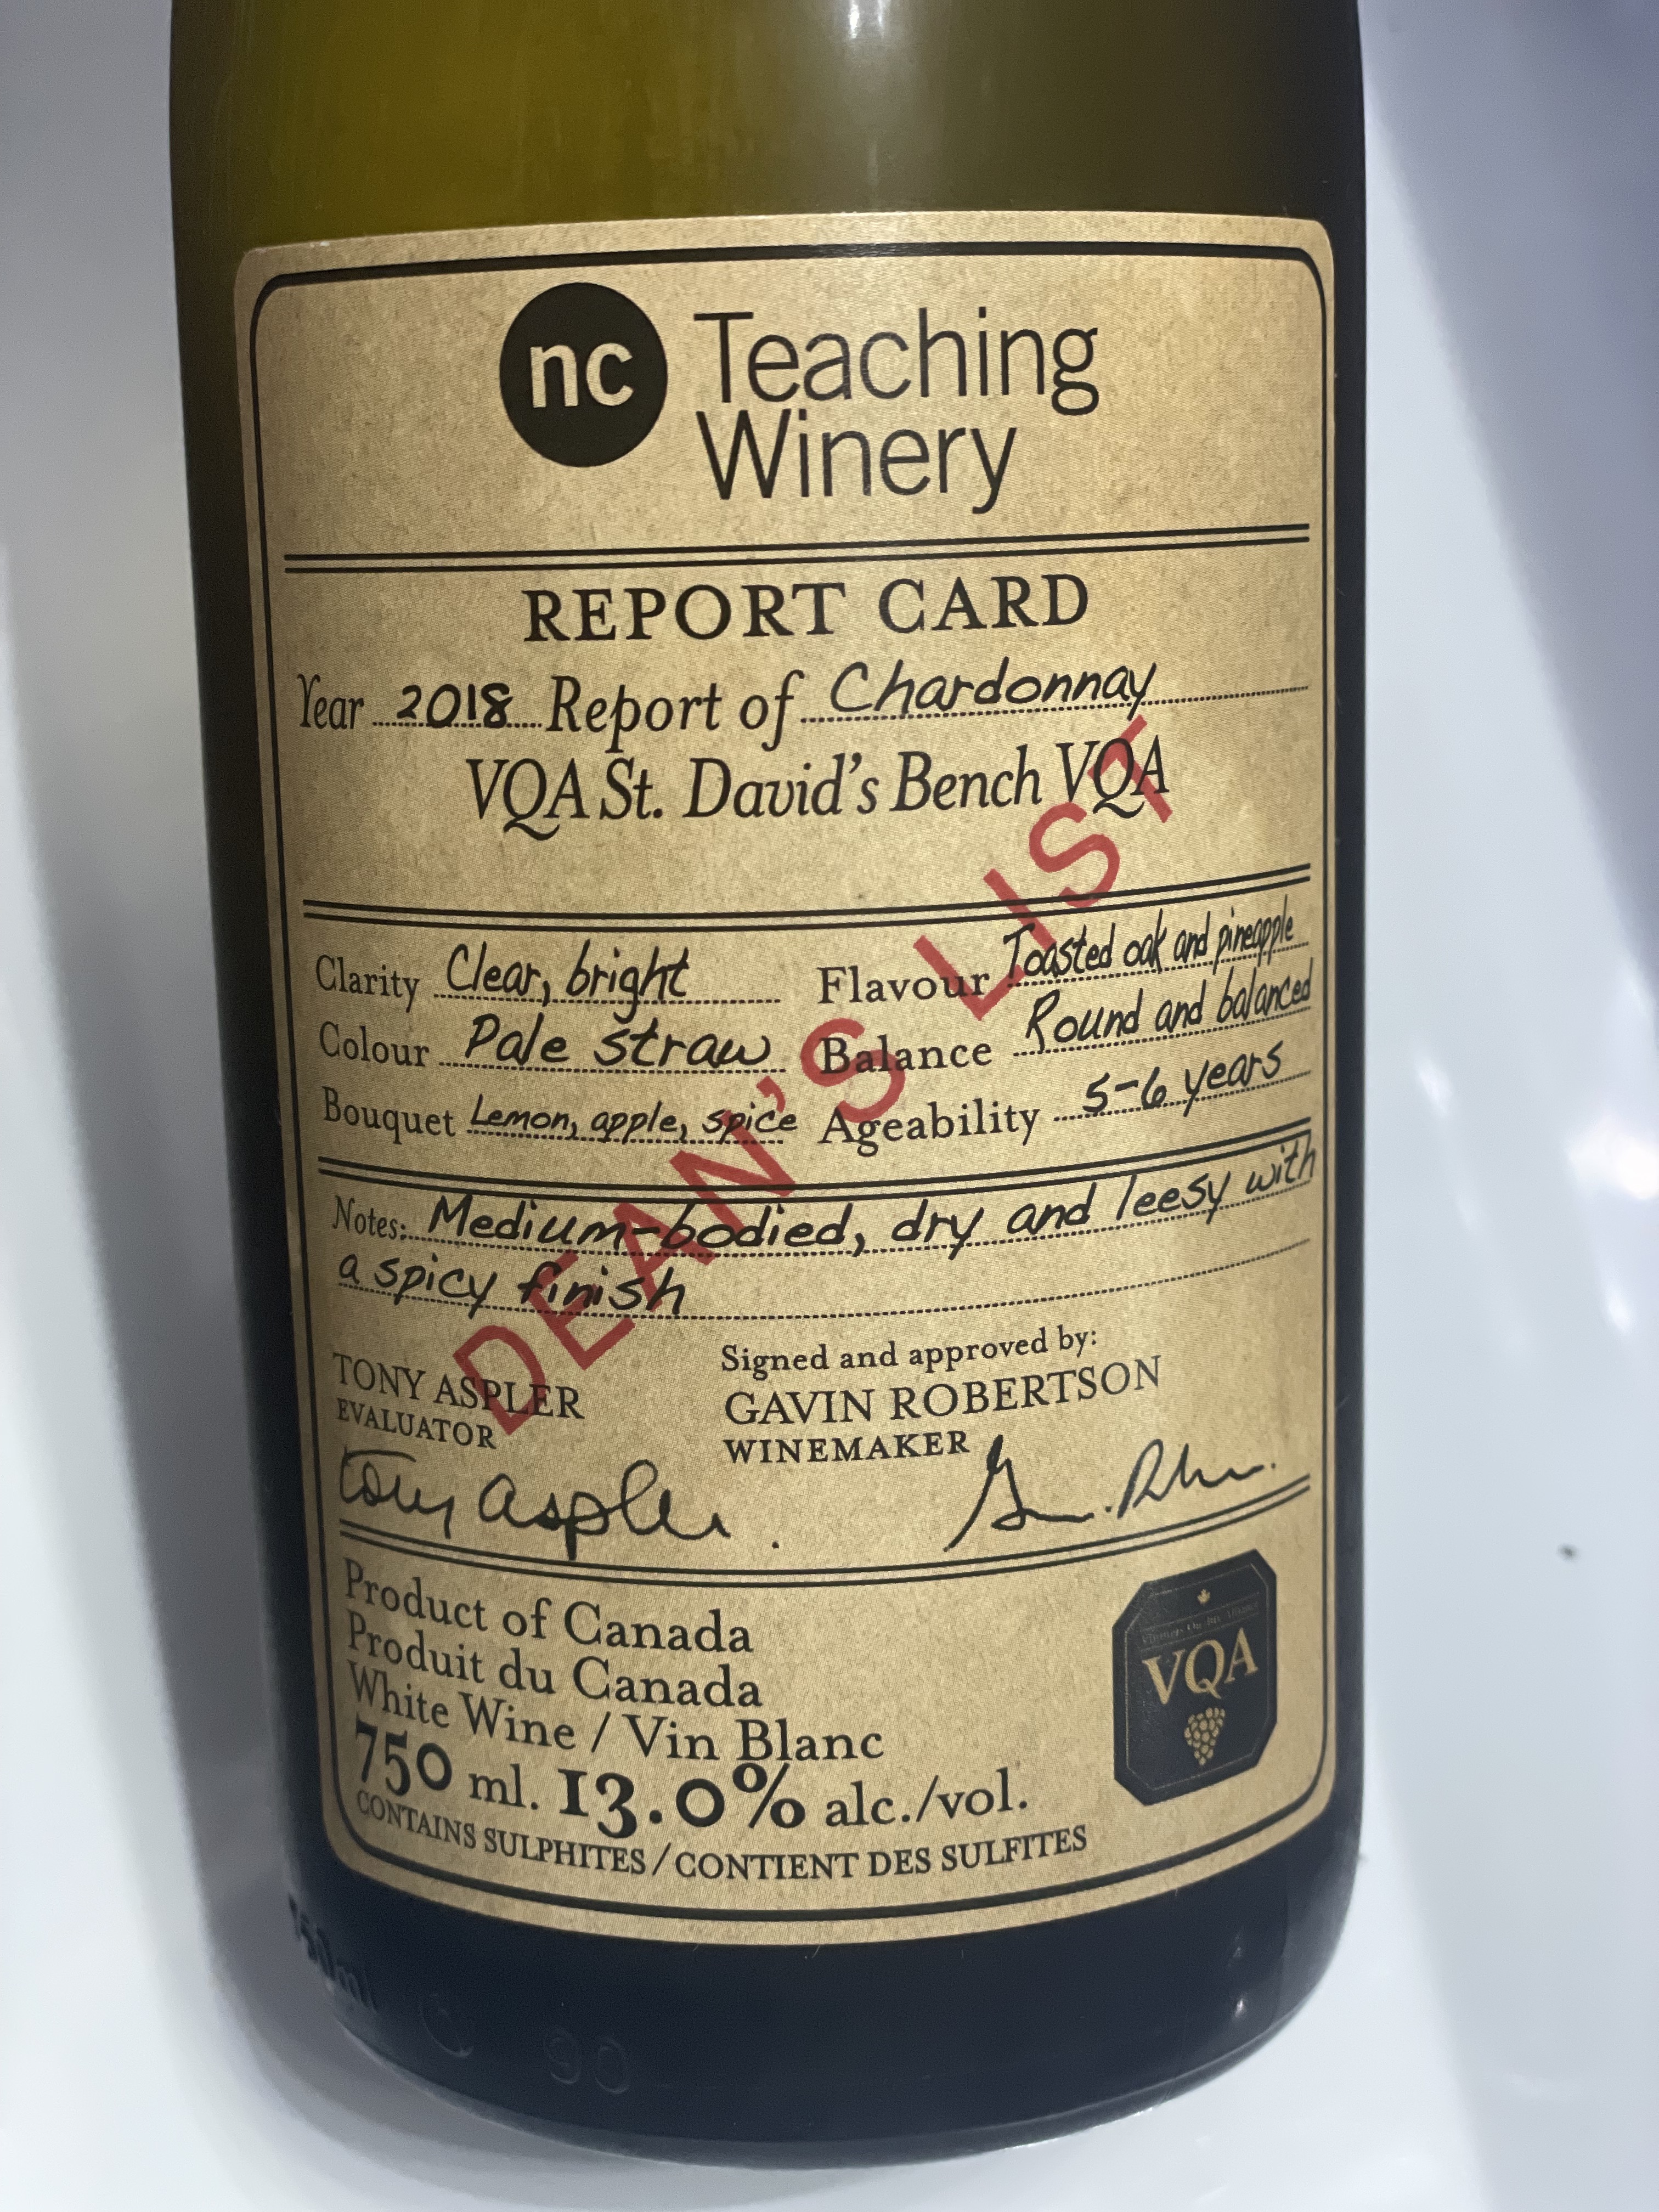 nc Teaching
Winery
REPORT CARD
Year 2018 Report of Chardonnay
VQA St. David's Bench VQA
DEAN'S LIST
Clarity Clear, bright
Colour Pale straw
Bouquet Lemon, apple, spice
Flavour Toasted oak and pineapple
Balance Round and balanced
Ageability 5-6 years
Notes: Medium-bodied, dry and leesy with
a spicy finish
TONY ASPLER
EVALUATOR
Tony Aspler
Signed and approved by:
GAVIN ROBERTSON
WINEMAKER
Product of Canada
Produit du Canada
White Wine / Vin Blanc
750 ml. 13.0% alc./vol.
CONTAINS SULPHITES / CONTIENT DES SULFITES
VQA
750ml
90